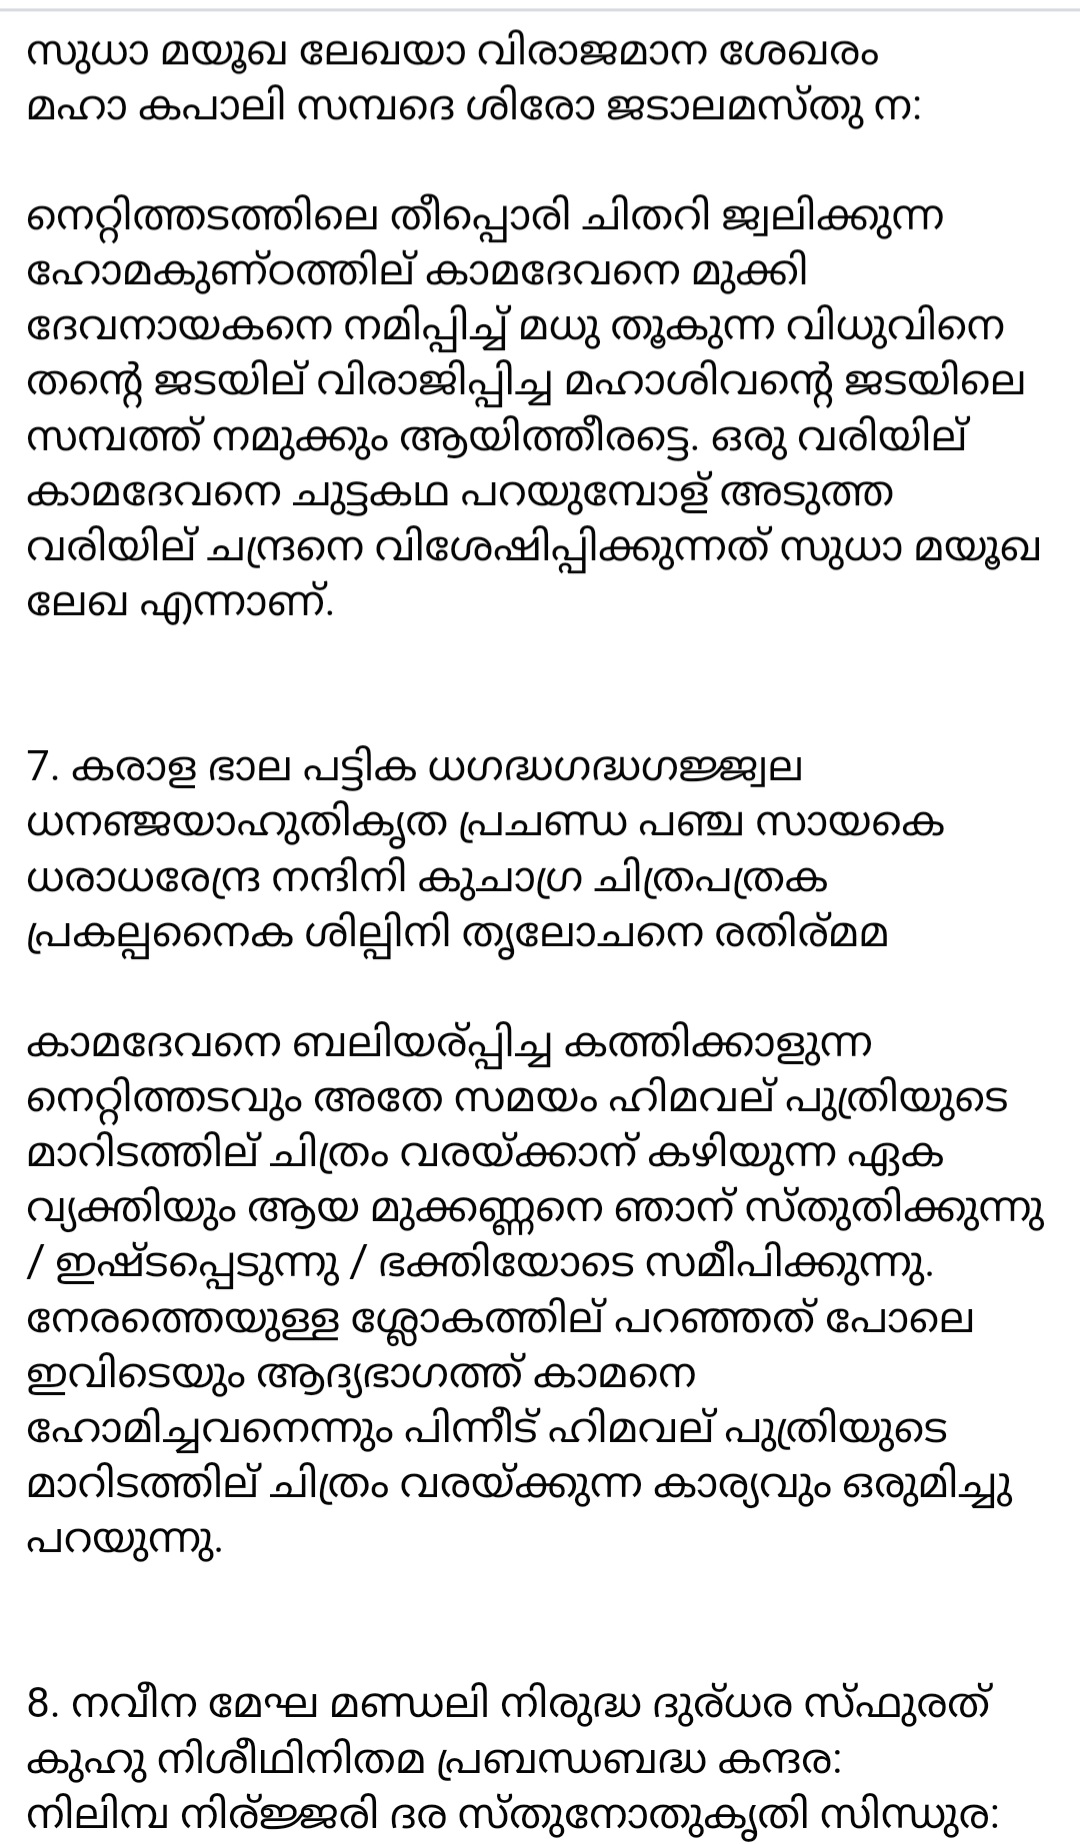 സുധാ മയൂഖ ലേഖയാ വിരാജമാന ശേഖരം
മഹാ കപാലി സമ്പദെ ശിരോ ജടാലമസ്തു ന:
നെറ്റിത്തടത്തിലെ തീപ്പൊരി ചിതറി ജ്വലിക്കുന്ന
ഹോമകുണ്ഠത്തില് കാമദേവനെ മുക്കി
ദേവനായകനെ നമിപ്പിച്ച് മധു തൂകുന്ന വിധുവിനെ
തന്റെ ജടയില് വിരാജിപ്പിച്ച മഹാശിവന്റെ ജടയിലെ
സമ്പത്ത് നമുക്കും ആയിത്തീരട്ടെ. ഒരു വരിയില്
കാമദേവനെ ചുട്ടകഥ പറയുമ്പോള് അടുത്ത
വരിയില് ചന്ദ്രനെ വിശേഷിപ്പിക്കുന്നത് സുധാ മയൂഖ
ലേഖ എന്നാണ്.
7. കരാള ഭാല പട്ടിക ധഗദ്ധഗദ്ധഗജ്ജ്വല
ധനഞ്ജയാഹുതികൃത പ്രചണ്ഡ പഞ്ച സായകെ
ധരാധരേന്ദ്ര നന്ദിനി കുചാഗ്ര ചിത്രപത്രക
പ്രകല്പനൈക ശില്പിനി തൃലോചനെ രതിര്മമ
കാമദേവനെ ബലിയര്പ്പിച്ച കത്തിക്കാളുന്ന
നെറ്റിത്തടവും അതേ സമയം ഹിമവല് പുത്രിയുടെ
മാറിടത്തില് ചിത്രം വരയ്ക്കാന് കഴിയുന്ന ഏക
വ്യക്തിയും ആയ മുക്കണ്ണനെ ഞാന് സ്തുതിക്കുന്നു
/ ഇഷ്ടപ്പെടുന്നു / ഭക്തിയോടെ സമീപിക്കുന്നു.
നേരത്തെയുള്ള ശ്ലോകത്തില് പറഞ്ഞത് പോലെ
ഇവിടെയും ആദ്യഭാഗത്ത് കാമനെ
ഹോമിച്ചവനെന്നും പിന്നീട് ഹിമവല് പുത്രിയുടെ
മാറിടത്തില് ചിത്രം വരയ്ക്കുന്ന കാര്യവും ഒരുമിച്ചു
പറയുന്നു.
8. നവീന മേഘ മണ്ഡലി നിരുദ്ധ ദുര്ധര സ്ഫുരത്
കുഹു നിശീഥിനിതമ പ്രബന്ധബദ്ധ കന്ദര:
നിലിമ്പ നിര്ജ്ജരി ദര സ്തുനോതുകൃതി സിന്ധുര: